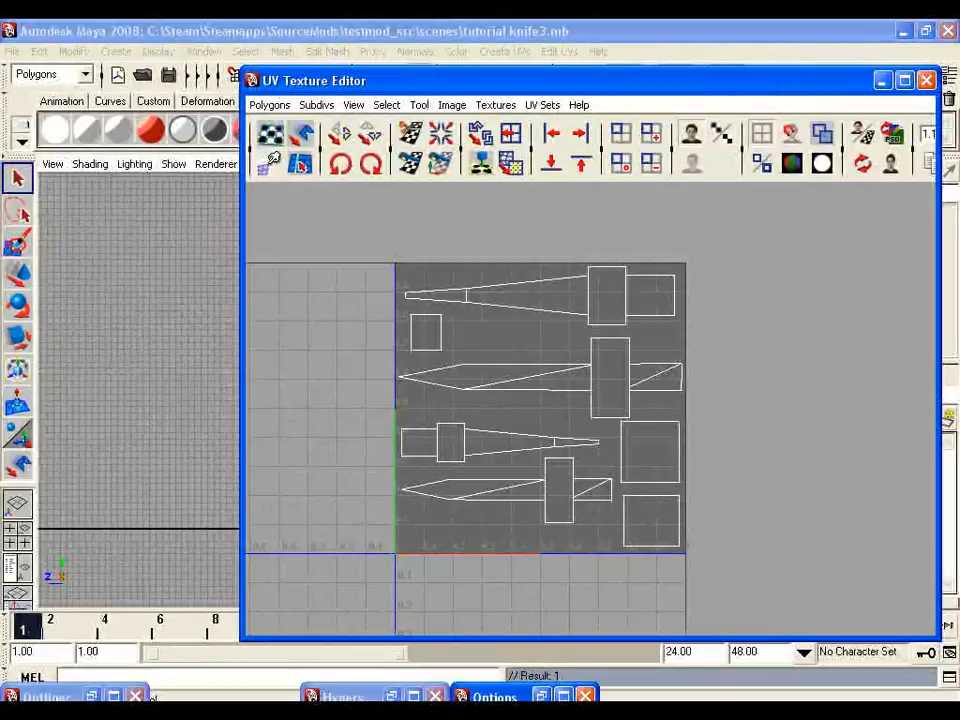 Autodesk Maya 2008: C:\Steam\Steamapps\SourceMods\testmod_src\scenes\tutorial knife3.mb
File Edit Modify Create Display Window Select Mesh Edit Mesh Proxy Normals Color Create UVs Edit UVs Help
Polygons
UV Texture Editor
Animation Curves Custom Deformation
Polygons Subdivs View Select Tool Image Textures UV Sets Help
1.1
View Shading Lighting Show Renderer
1 2 4 6 8
1.00 1.00 24.00 48.00 No Character Set
MEL // Result: 1
Outliner Hypers Options